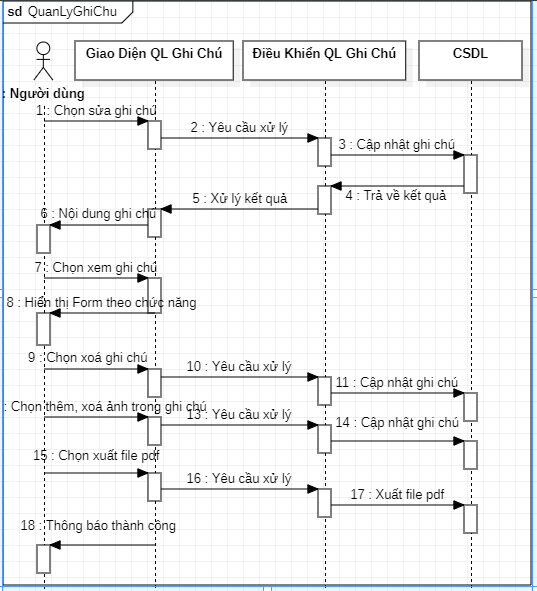 sd QuanLyGhiChu
Giao Diện QL Ghi Chú
Điều Khiển QL Ghi Chú
CSDL
: Người dùng
1 : Chọn sửa ghi chú
2 : Yêu cầu xử lý
3 : Cập nhật ghi chú
4 : Trả về kết quả
5 : Xử lý kết quả
6 : Nội dung ghi chú
7 : Chọn xem ghi chú
8 : Hiển thị Form theo chức năng
9 : Chọn xoá ghi chú
10 : Yêu cầu xử lý
11 : Cập nhật ghi chú
: Chọn thêm, xoá ảnh trong ghi chú
13 : Yêu cầu xử lý
14 : Cập nhật ghi chú
15 : Chọn xuất file pdf
16 : Yêu cầu xử lý
17 : Xuất file pdf
18 : Thông báo thành công